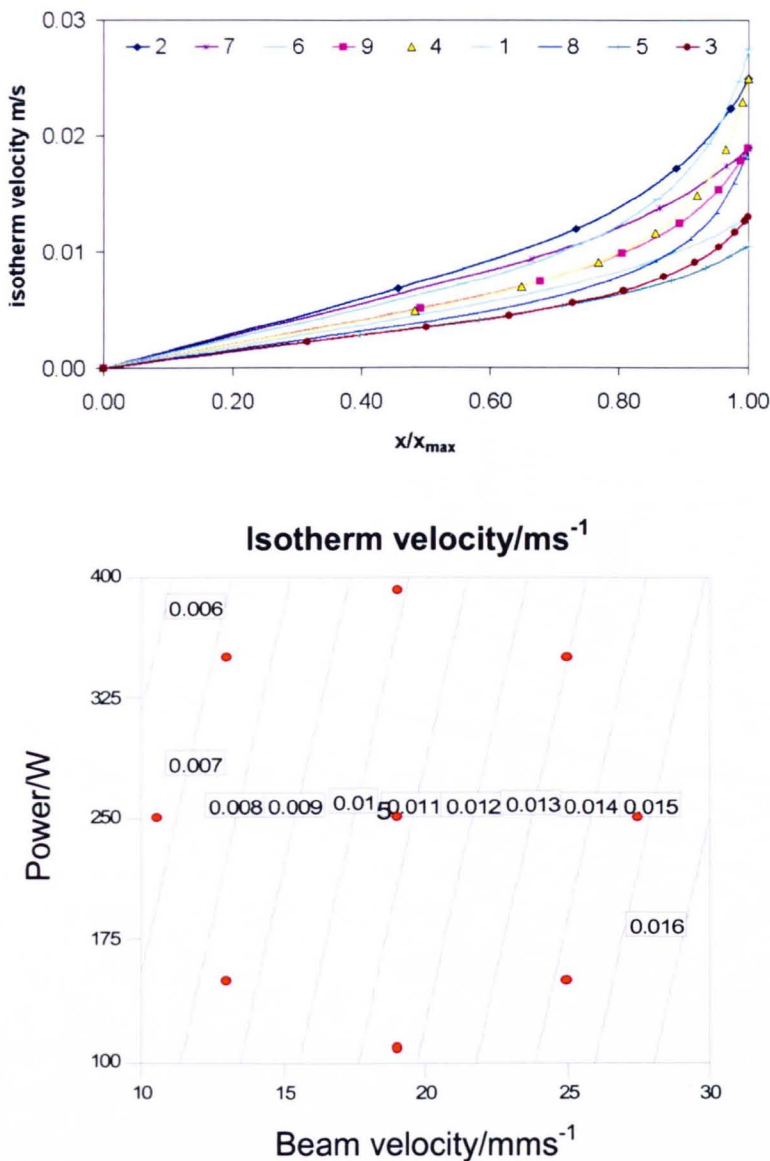 0.03
2 7 6 9 4 1 8 5 3
isotherm velocity m/s
0.02
0.01
0.00
0.00 0.20 0.40 0.60 0.80 1.00
x/xmax
Isotherm velocity/ms-1
400
0.006
325
0.007
0.008 0.009 0.01 5 0.011 0.012 0.013 0.014 0.015
250
Power/W
0.016
175
100
10 15 20 25 30
Beam velocity/mms-1